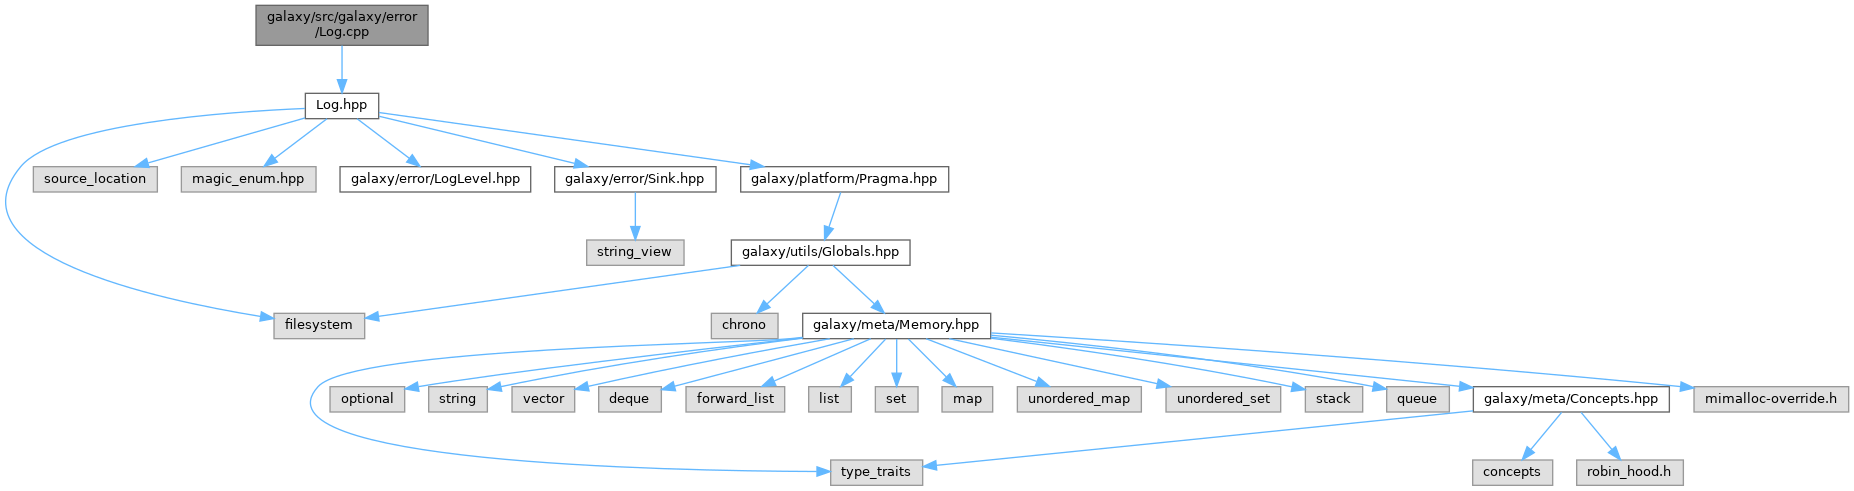 galaxy/src/galaxy/error
/Log.cpp
Log.hpp
source_location
magic_enum.hpp
galaxy/error/LogLevel.hpp
galaxy/error/Sink.hpp
galaxy/platform/Pragma.hpp
string_view
galaxy/utils/Globals.hpp
filesystem
chrono
galaxy/meta/Memory.hpp
optional
string
vector
deque
forward_list
list
set
map
unordered_map
unordered_set
stack
queue
galaxy/meta/Concepts.hpp
mimalloc-override.h
type_traits
concepts
robin_hood.h